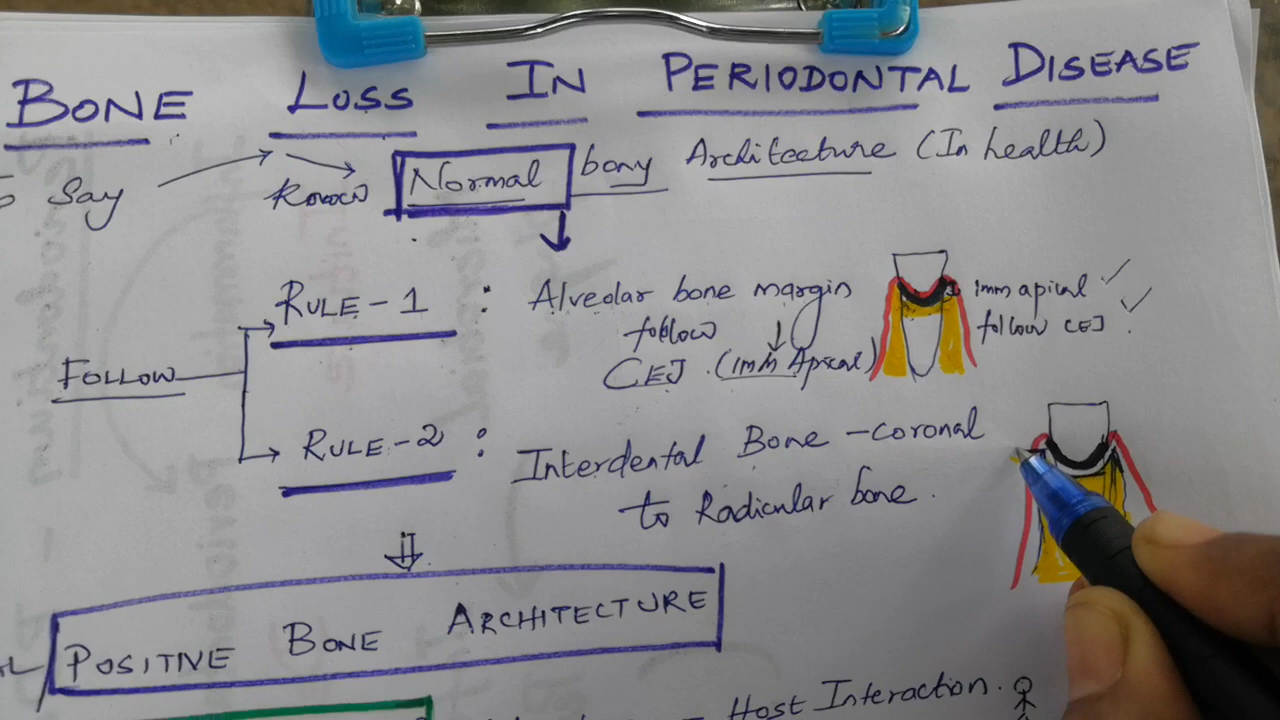 BONE LOSS IN PERIODONTAL DISEASE
Say Known Normal bony Architecture (In health)
RULE-1 : Alveolar bone margin
follow
CEJ. (1mm Apical)
1mm apical
follow CEJ.
FOLLOW
RULE-2 : Interdental Bone - coronal
to Radicular bone.
POSITIVE BONE ARCHITECTURE
Host Interaction.